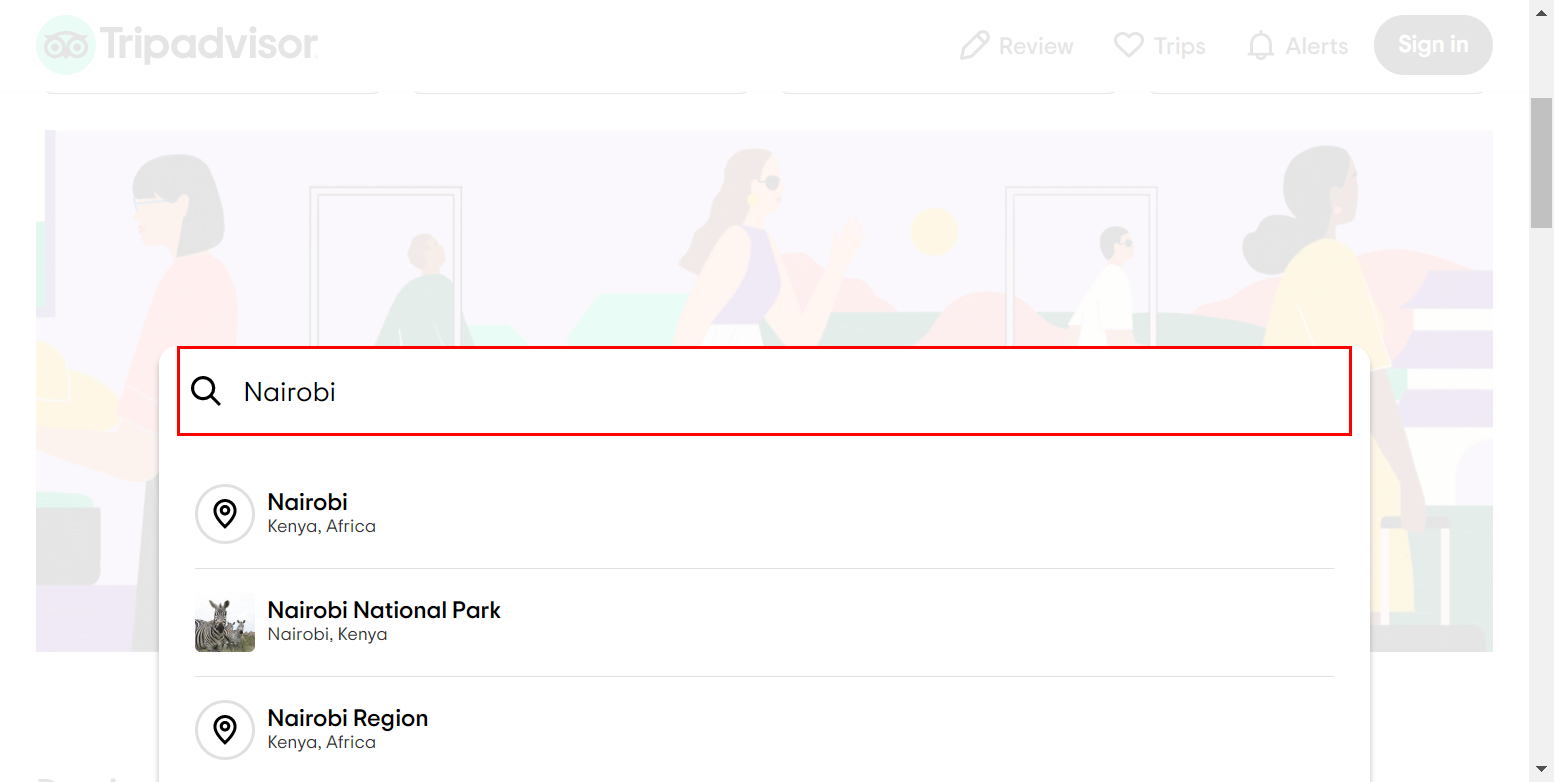 Tripadvisor
Review
Trips
Alerts
Sign in
Nairobi
Nairobi
Kenya, Africa
Nairobi National Park
Nairobi, Kenya
Nairobi Region
Kenya, Africa